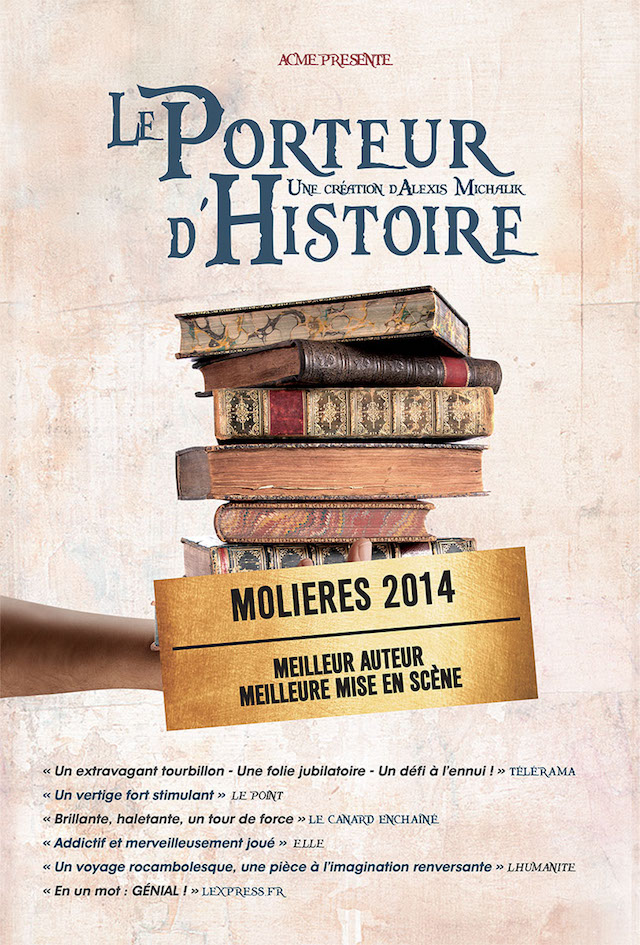 ACME PRESENTE
LE PORTEUR
UNE CRÉATION D'ALEXIS MICHALIK
D'HISTOIRE
MOLIERES 2014
MEILLEUR AUTEUR
MEILLEURE MISE EN SCÈNE
« Un extravagant tourbillon - Une folie jubilatoire - Un défi à l'ennui ! » TÉLÉRAMA
« Un vertige fort stimulant » LE POINT
« Brillante, haletante, un tour de force » LE CANARD ENCHAÎNÉ
« Addictif et merveilleusement joué » ELLE
« Un voyage rocambolesque, une pièce à l'imagination renversante » L'HUMANITE
« En un mot : GÉNIAL ! » L'EXPRESS.FR